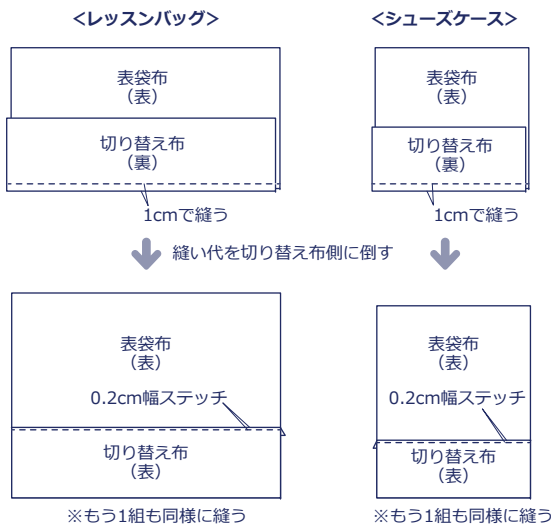 <レッスンバッグ>
表袋布
（表）
切り替え布
（裏）
1cmで縫う
<シューズケース>
表袋布
（表）
切り替え布
（裏）
1cmで縫う
縫い代を切り替え布側に倒す
表袋布
（表）
0.2cm幅ステッチ
切り替え布
（表）
※もう1組も同様に縫う
表袋布
（表）
0.2cm幅ステッチ
切り替え布
（表）
※もう1組も同様に縫う